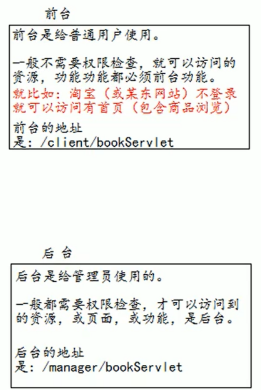 前台
前台是给普通用户使用。
一般不需要权限检查，就可以访问的
资源，功能功能都必须前台功能。
就比如：淘宝（或某东网站）不登录
就可以访问有首页（包含商品浏览）
前台的地址
是：/client/bookServlet
后 台
后台是给管理员使用的。
一般都需要权限检查，才可以访问到
的资源，或页面，或功能，是后台。
后台的地址
是：/manager/bookServlet